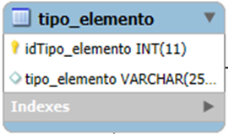 tipo_elemento
idTipo_elemento INT(11)
tipo_elemento VARCHAR(25...
Indexes